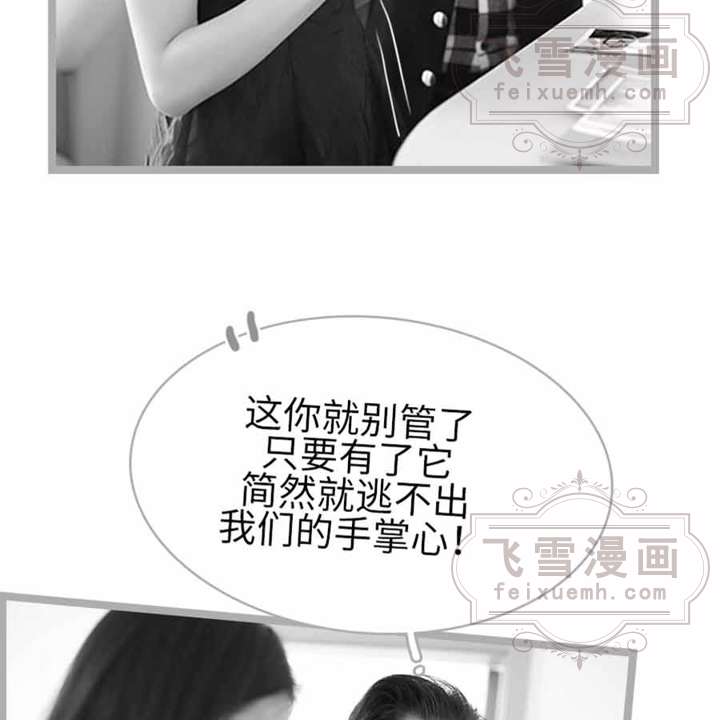 飞雪漫画
feixuemh.com
这你就别管了
只要有了它
简然就逃不出
我们的手掌心！
飞雪漫画
feixuemh.com